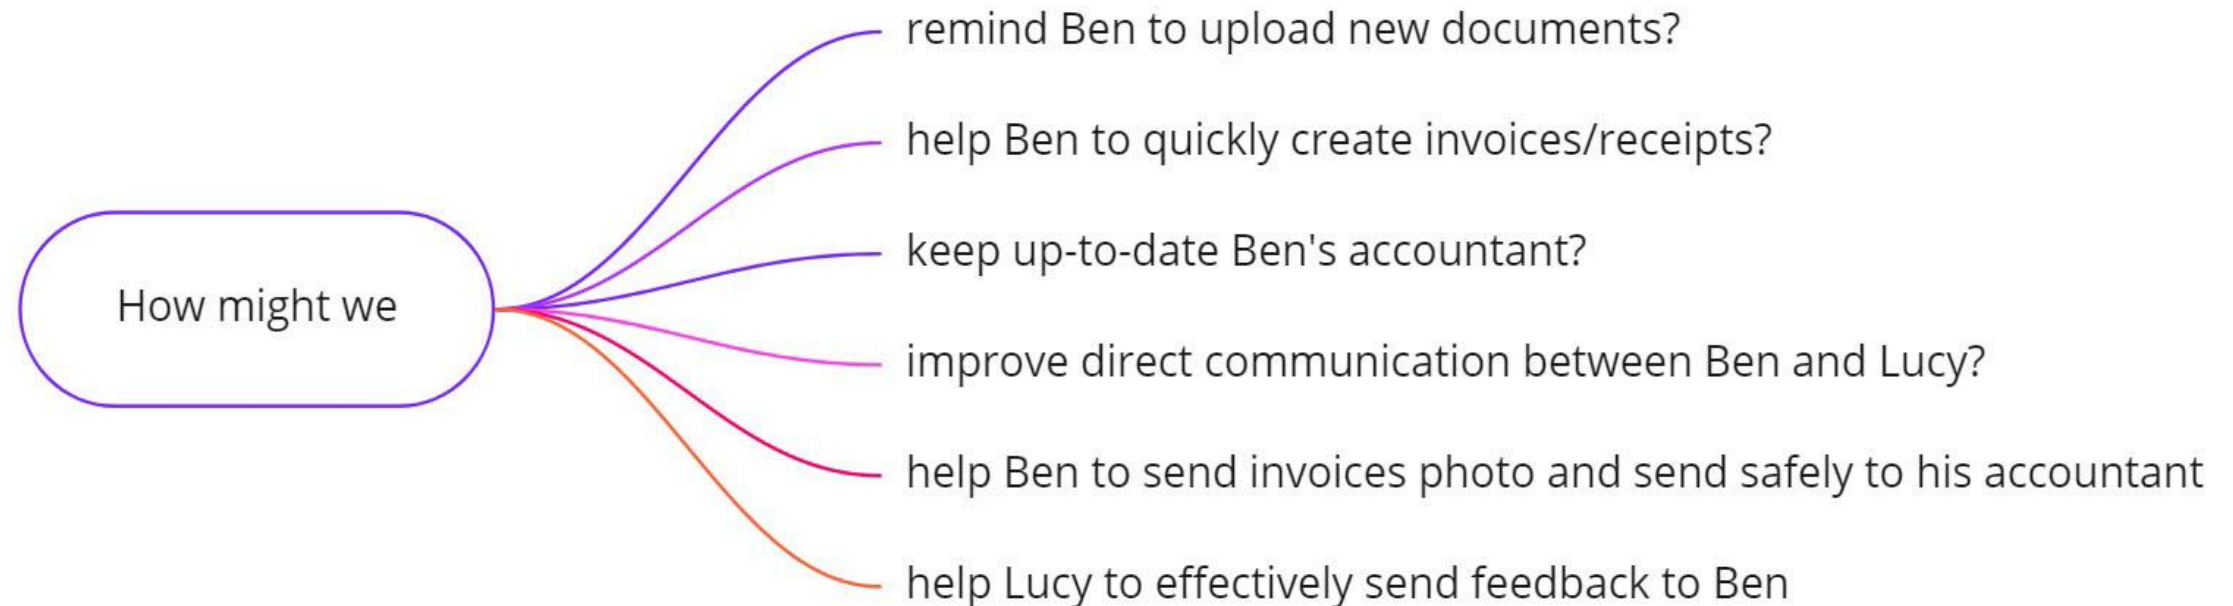 How might we
remind Ben to upload new documents?
help Ben to quickly create invoices/receipts?
keep up-to-date Ben's accountant?
improve direct communication between Ben and Lucy?
help Ben to send invoices photo and send safely to his accountant
help Lucy to effectively send feedback to Ben